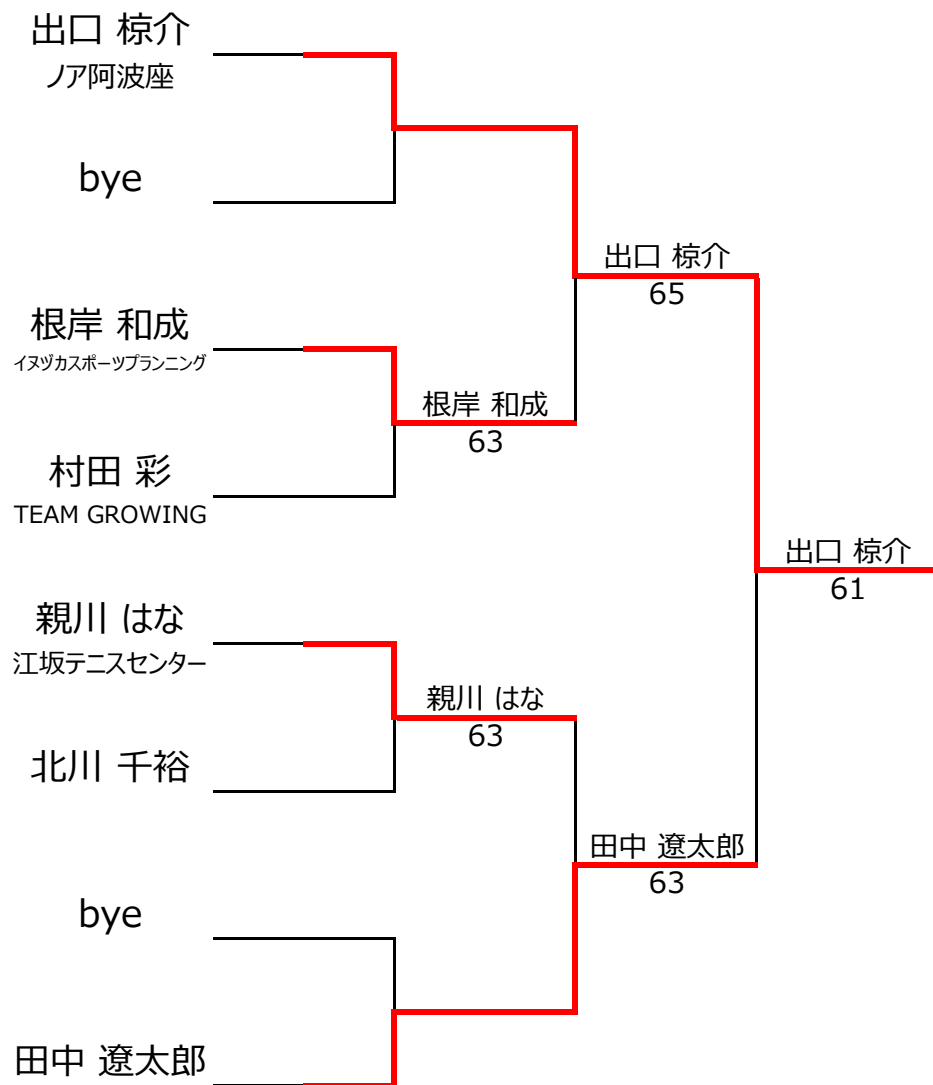 出口 椋介
ノア阿波座
bye
根岸 和成
イヌヅカスポーツプランニング
村田 彩
TEAM GROWING
親川 はな
江坂テニスセンター
北川 千裕
bye
田中 遼太郎
根岸 和成
63
親川 はな
63
出口 椋介
65
田中 遼太郎
63
出口 椋介
61